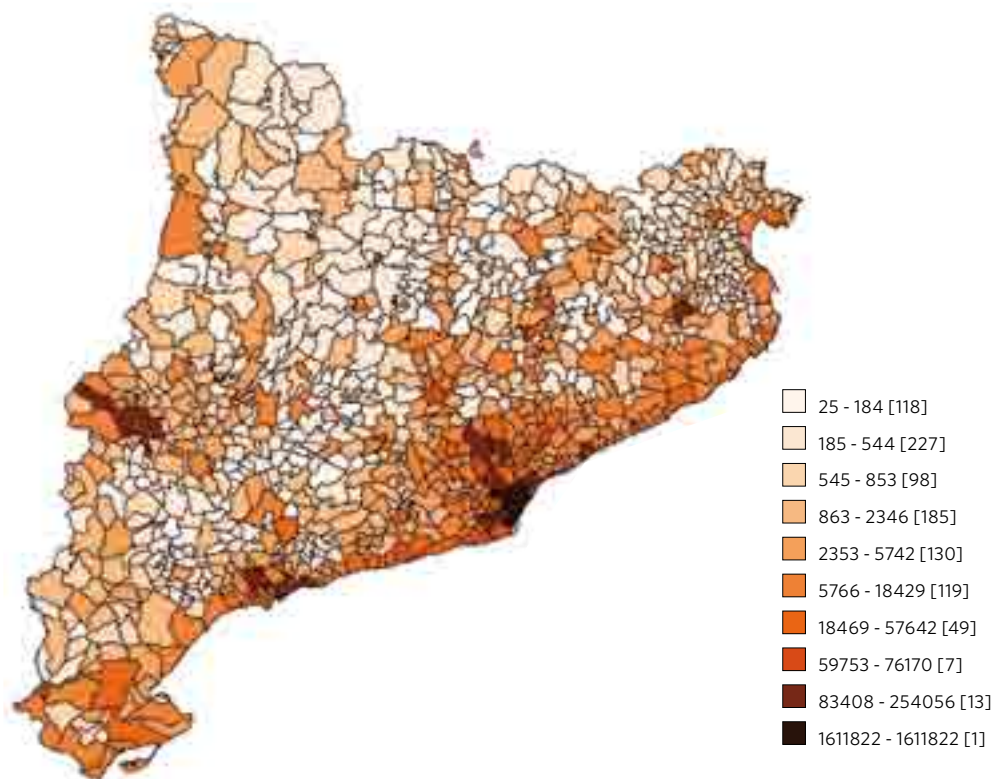 25 - 184 [118]
185 - 544 [227]
545 - 853 [98]
863 - 2346 [185]
2353 - 5742 [130]
5766 - 18429 [119]
18469 - 57642 [49]
59753 - 76170 [7]
83408 - 254056 [13]
1611822 - 1611822 [1]